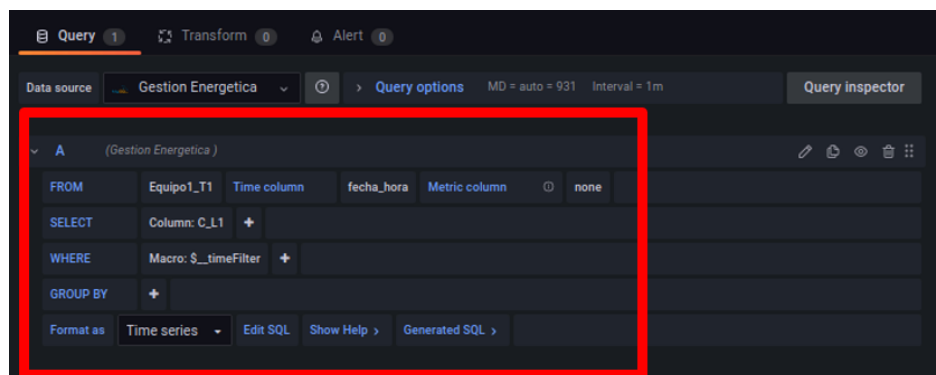 Query 1 Transform 0 Alert 0
Data source Gestion Energetica > Query options MD = auto = 931 Interval = 1m Query inspector
A (Gestion Energetica )
FROM Equipo1_T1 Time column fecha_hora Metric column none
SELECT Column: C_L1 +
WHERE Macro: $__timeFilter +
GROUP BY +
Format as Time series Edit SQL Show Help > Generated SQL >